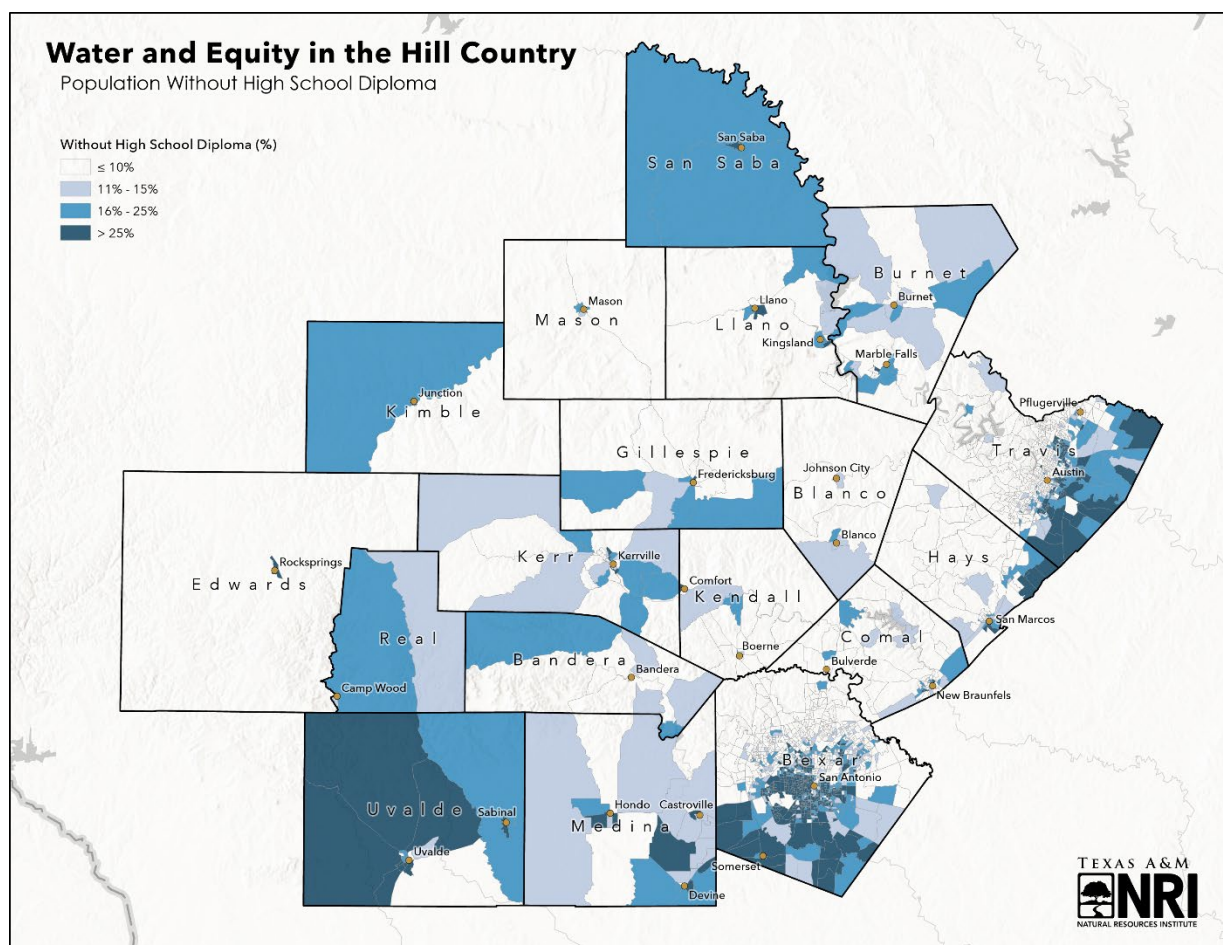 Water and Equity in the Hill Country
Population Without High School Diploma
Without High School Diploma (%)
≤ 10%
11% - 15%
16% - 25%
> 25%
San Saba
San Saba
Burnet
Burnet
Mason
Mason
Llano
Llano
Kingsland
Marble Falls
Junction
Kimble
Pflugerville
Travis
Austin
Gillespie
Fredericksburg
Johnson City
Blanco
Blanco
Hays
Kerr
Kerrville
Rocksprings
Edwards
Comfort
Kendall
San Marcos
Real
Comal
Boerne
Bandera
Bandera
Bulverde
Camp Wood
New Braunfels
Bexar
San Antonio
Uvalde
Sabinal
Hondo
Castroville
Medina
Uvalde
Somerset
Devine
TEXAS A&M
NRI
NATURAL RESOURCES INSTITUTE